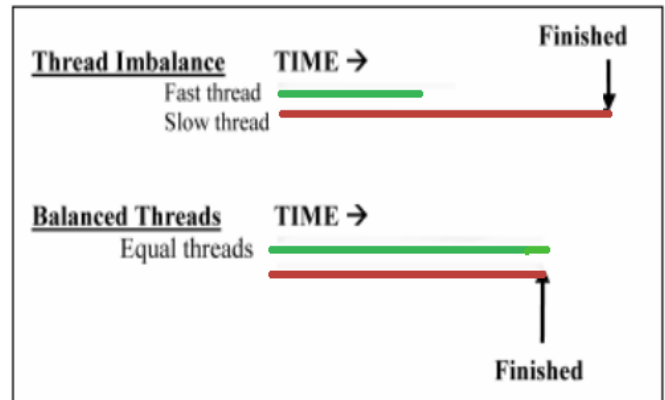 Finished
Thread Imbalance TIME →
Fast thread
Slow thread
Balanced Threads TIME →
Equal threads
Finished